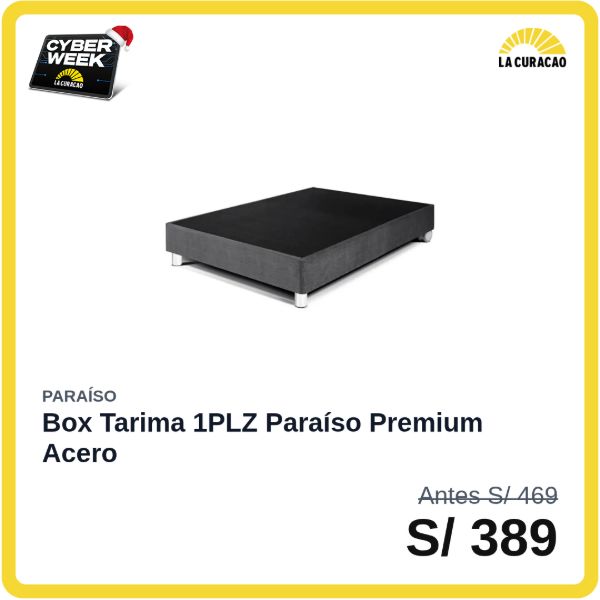 CYBER
WEEK
LA CURACAO
LA CURACAO
PARAÍSO
Box Tarima 1PLZ Paraíso Premium
Acero
Antes S/ 469
S/ 389